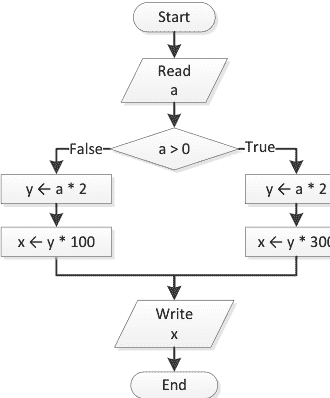 Start
Read
a
a > 0
False
True
y ← a * 2
y ← a * 2
x ← y * 100
x ← y * 300
Write
x
End